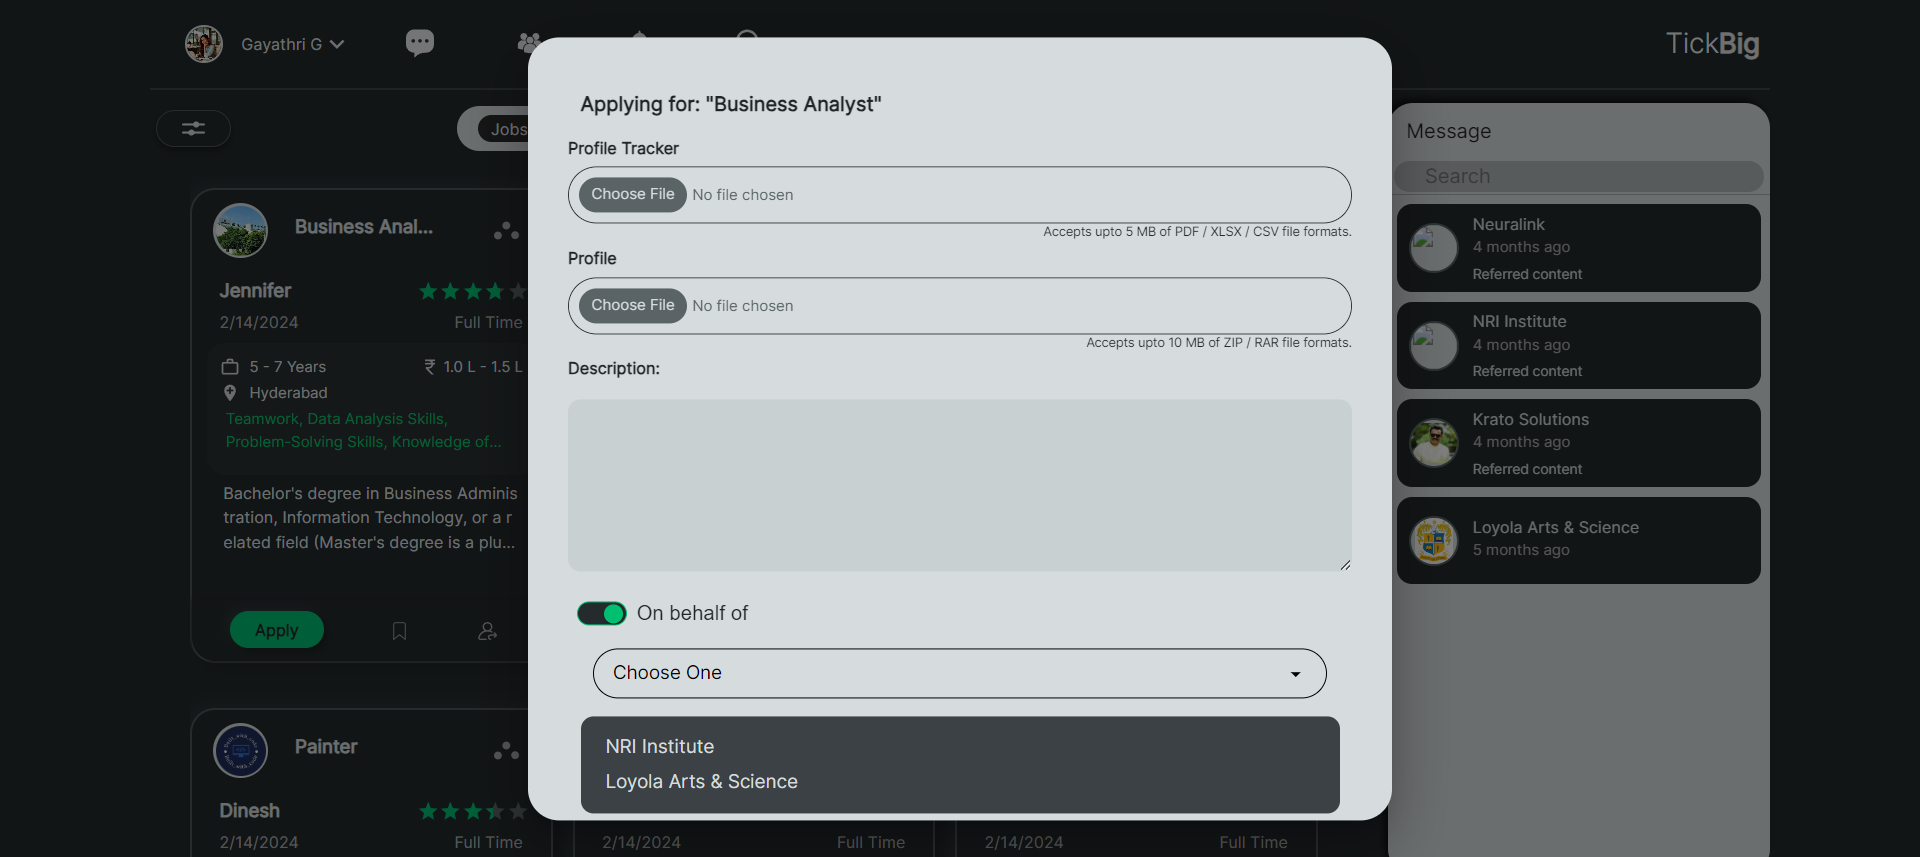 Gayathri G
TickBig
Jobs
Applying for: "Business Analyst"
Profile Tracker
Choose File No file chosen
Accepts upto 5 MB of PDF / XLSX / CSV file formats.
Profile
Choose File No file chosen
Accepts upto 10 MB of ZIP / RAR file formats.
Description:
On behalf of
Choose One
NRI Institute
Loyola Arts & Science
Business Anal...
Jennifer
2/14/2024 Full Time
5 - 7 Years ₹ 1.0 L - 1.5 L
Hyderabad
Teamwork, Data Analysis Skills,
Problem-Solving Skills, Knowledge of...
Bachelor's degree in Business Adminis
tration, Information Technology, or a r
elated field (Master's degree is a plu...
Apply
Painter
Dinesh
2/14/2024 Full Time
2/14/2024 Full Time
2/14/2024 Full Time
Message
Search
Neuralink
4 months ago
Referred content
NRI Institute
4 months ago
Referred content
Krato Solutions
4 months ago
Referred content
Loyola Arts & Science
5 months ago